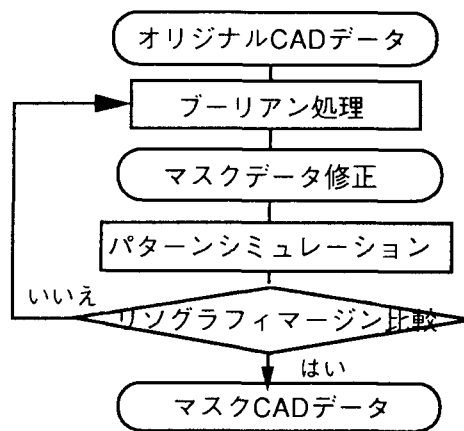 オリジナルCADデータ
ブーリアン処理
マスクデータ修正
パターンシミュレーション
いいえ
リソグラフィマージン比較
はい
マスクCADデータ